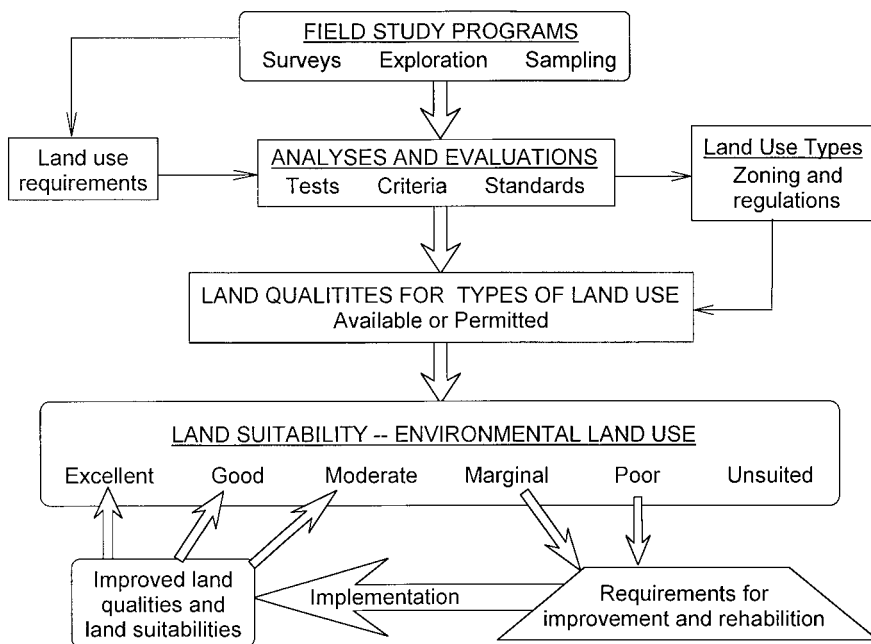 FIELD STUDY PROGRAMS
Surveys Exploration Sampling
Land use
requirements
ANALYSES AND EVALUATIONS
Tests Criteria Standards
Land Use Types
Zoning and
regulations
LAND QUALITITES FOR TYPES OF LAND USE
Available or Permitted
LAND SUITABILITY -- ENVIRONMENTAL LAND USE
Excellent Good Moderate Marginal Poor Unsuited
Improved land
qualities and
land suitabilities
Implementation
Requirements for
improvement and rehabilition